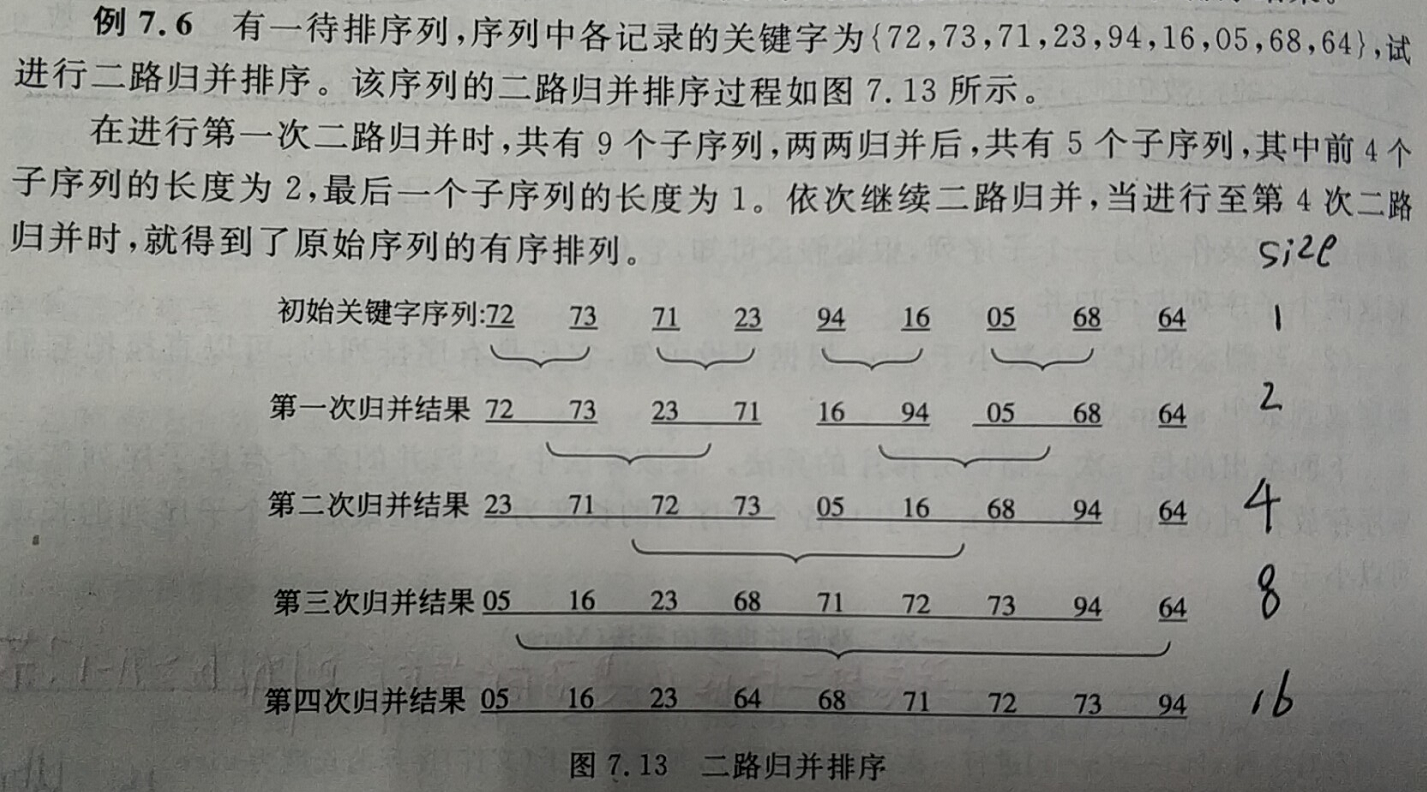 例 7.6 有一待排序列,序列中各记录的关键字为{72,73,71,23,94,16,05,68,64},试
进行二路归并排序。该序列的二路归并排序过程如图 7.13 所示。
在进行第一次二路归并时,共有 9 个子序列,两两归并后,共有 5 个子序列,其中前 4 个
子序列的长度为 2,最后一个子序列的长度为 1。依次继续二路归并,当进行至第 4 次二路
归并时,就得到了原始序列的有序排列。
size
初始关键字序列:72 73 71 23 94 16 05 68 64 1
第一次归并结果 72 73 23 71 16 94 05 68 64 2
第二次归并结果 23 71 72 73 05 16 68 94 64 4
第三次归并结果 05 16 23 68 71 72 73 94 64 8
第四次归并结果 05 16 23 64 68 71 72 73 94 16
图 7.13 二路归并排序